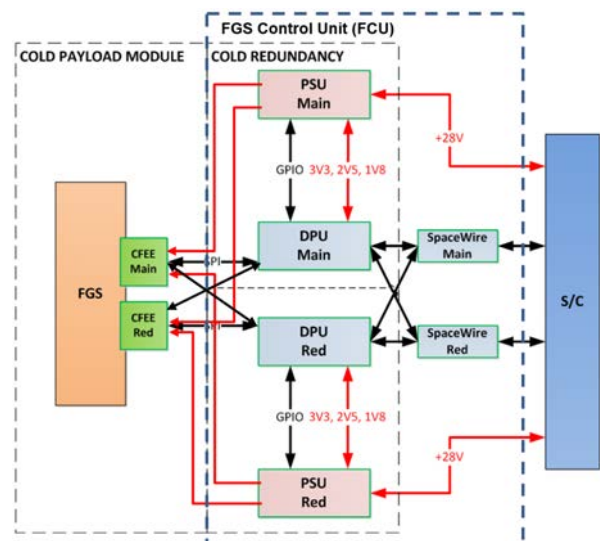 FGS Control Unit (FCU)
COLD PAYLOAD MODULE
COLD REDUNDANCY
PSU
Main
+28V
GPIO
3V3, 2V5, 1V8
DPU
Main
SpaceWire
Main
CFEE
Main
SPI
FGS
S/C
CFEE
Red
SPI
DPU
Red
SpaceWire
Red
GPIO
3V3, 2V5, 1V8
+28V
PSU
Red